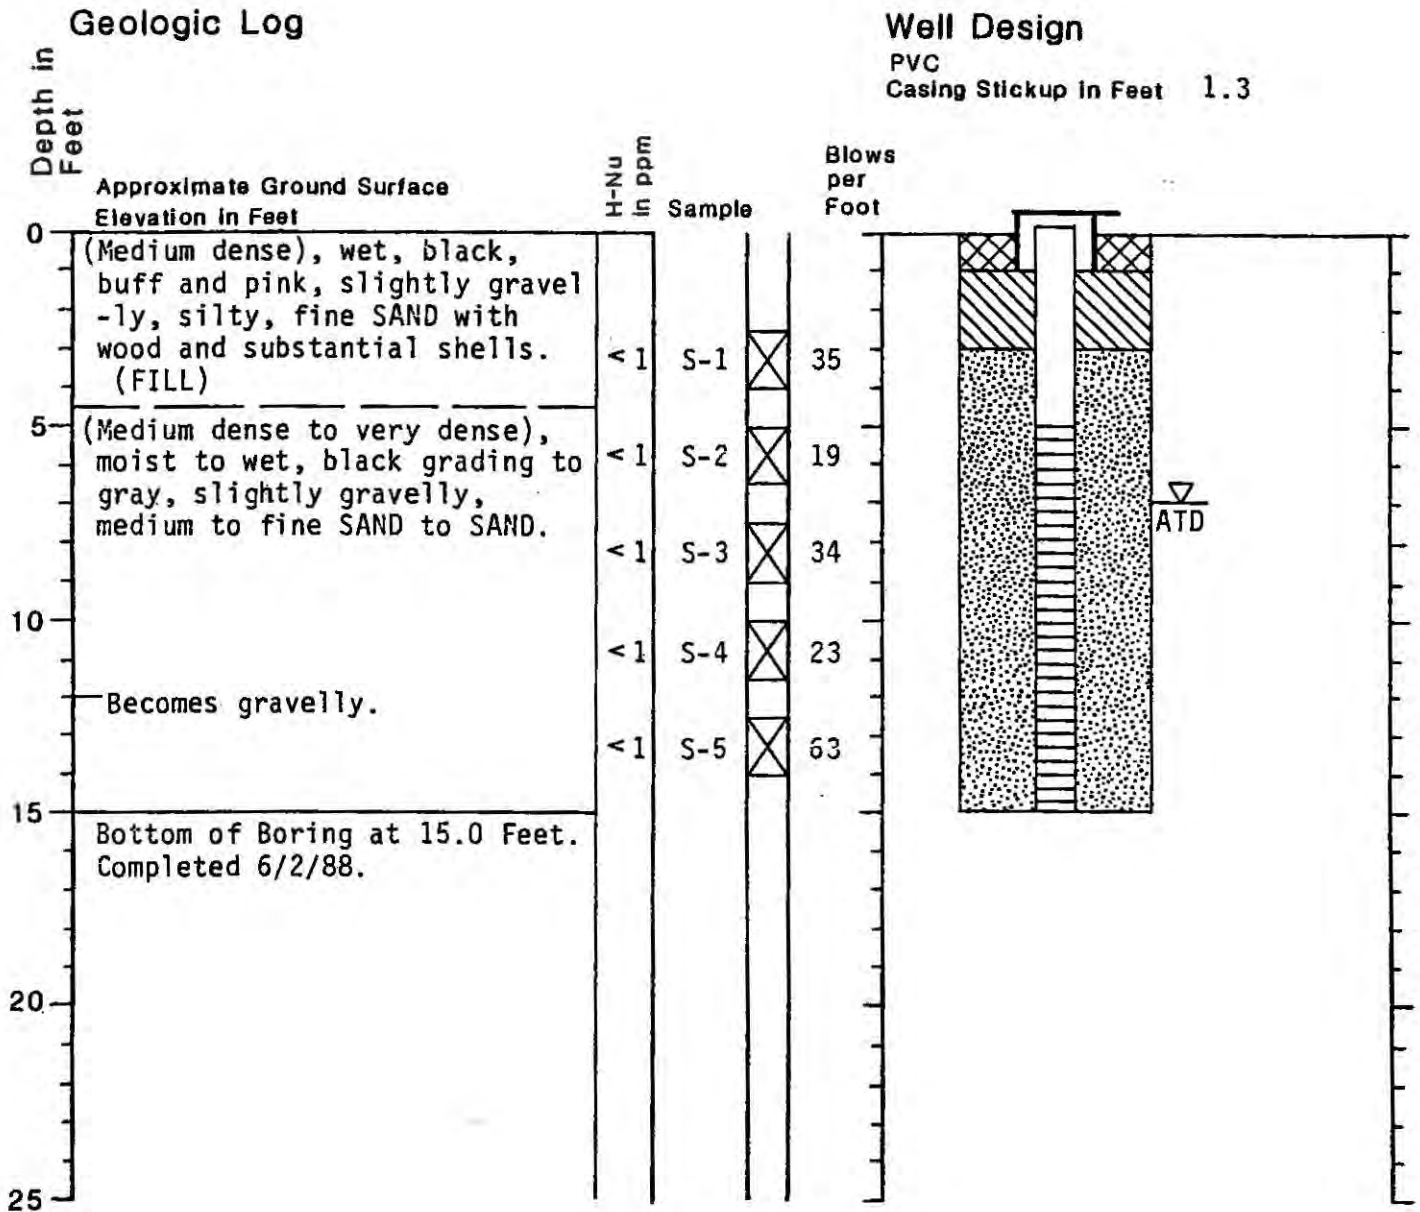 Geologic Log
Well Design
PVC
Casing Stickup in Feet 1.3
Depth in
Feet
Approximate Ground Surface
Elevation in Feet
H-Nu
in ppm
Sample
Blows
per
Foot
0
(Medium dense), wet, black,
buff and pink, slightly gravel
-ly, silty, fine SAND with
wood and substantial shells.
(FILL)
< 1 S-1 35
5
(Medium dense to very dense),
moist to wet, black grading to
gray, slightly gravelly,
medium to fine SAND to SAND.
< 1 S-2 19
ATD
< 1 S-3 34
10
< 1 S-4 23
Becomes gravelly.
< 1 S-5 63
15
Bottom of Boring at 15.0 Feet.
Completed 6/2/88.
20
25